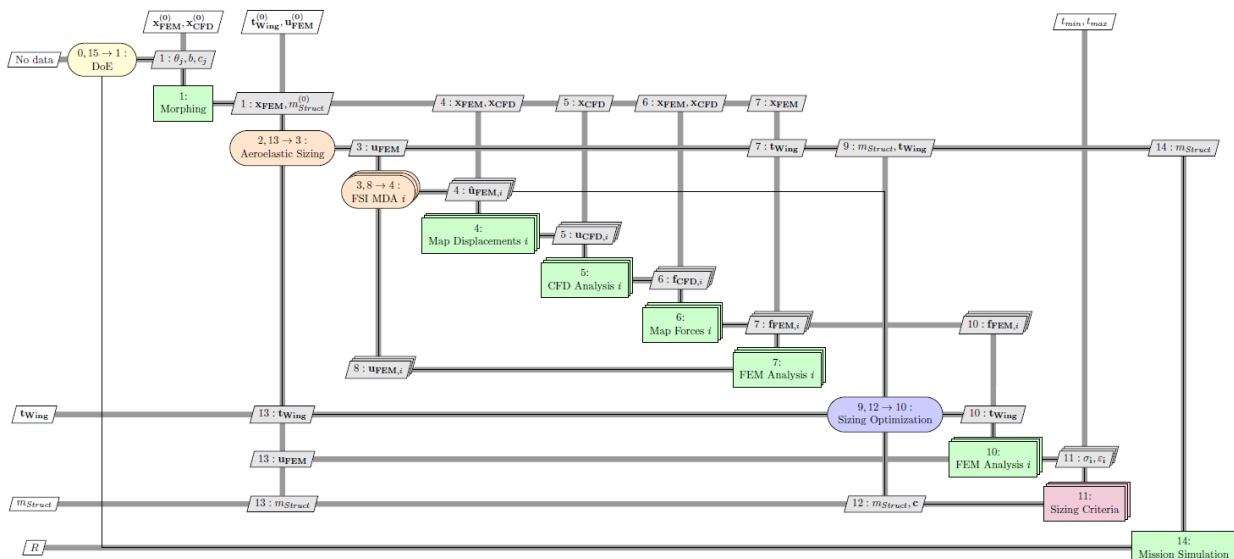 x_FEM^(0), x_CFD^(0)
t_Wing^(0), u_FEM^(0)
t_min, t_max
No data
0, 15 → 1 :
DoE
1 : θ_j, b, c_j
1:
Morphing
1 : x_FEM, m_Struct^(0)
4 : x_FEM, x_CFD
5 : x_CFD
6 : x_FEM, x_CFD
7 : x_FEM
2, 13 → 3 :
Aeroelastic Sizing
3 : u_FEM
7 : t_Wing
9 : m_Struct, t_Wing
14 : m_Struct
3, 8 → 4 :
FSI MDA i
4 : û_FEM,i
4:
Map Displacements i
5 : u_CFD,i
5:
CFD Analysis i
6 : f_CFD,i
6:
Map Forces i
7 : f_FEM,i
10 : f_FEM,i
8 : u_FEM,i
7:
FEM Analysis i
t_Wing
13 : t_Wing
9, 12 → 10 :
Sizing Optimization
10 : t_Wing
13 : u_FEM
10:
FEM Analysis i
11 : σ_i, ε_i
m_Struct
13 : m_Struct
12 : m_Struct, c
11:
Sizing Criteria
R
14:
Mission Simulation